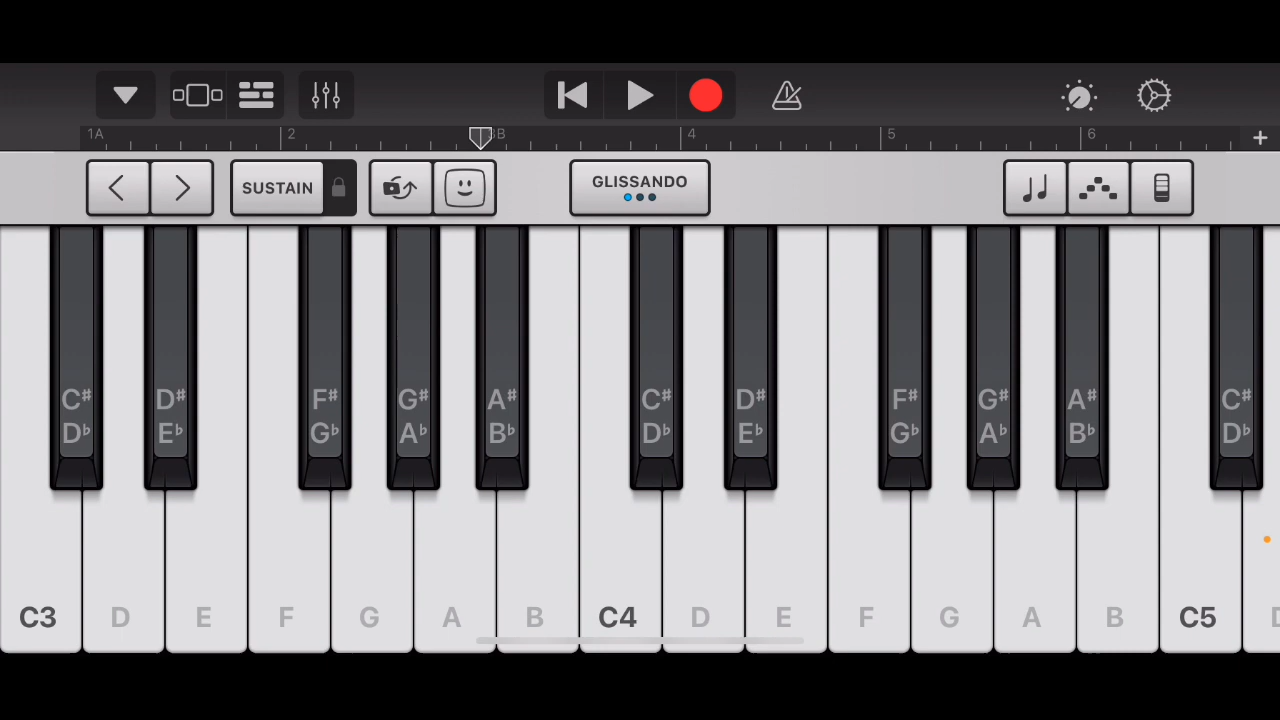 1A 2 3B 4 5 6 +
SUSTAIN GLISSANDO
C♯ D♯ F♯ G♯ A♯ C♯ D♯ F♯ G♯ A♯ C♯
D♭ E♭ G♭ A♭ B♭ D♭ E♭ G♭ A♭ B♭ D♭
C3 D E F G A B C4 D E F G A B C5